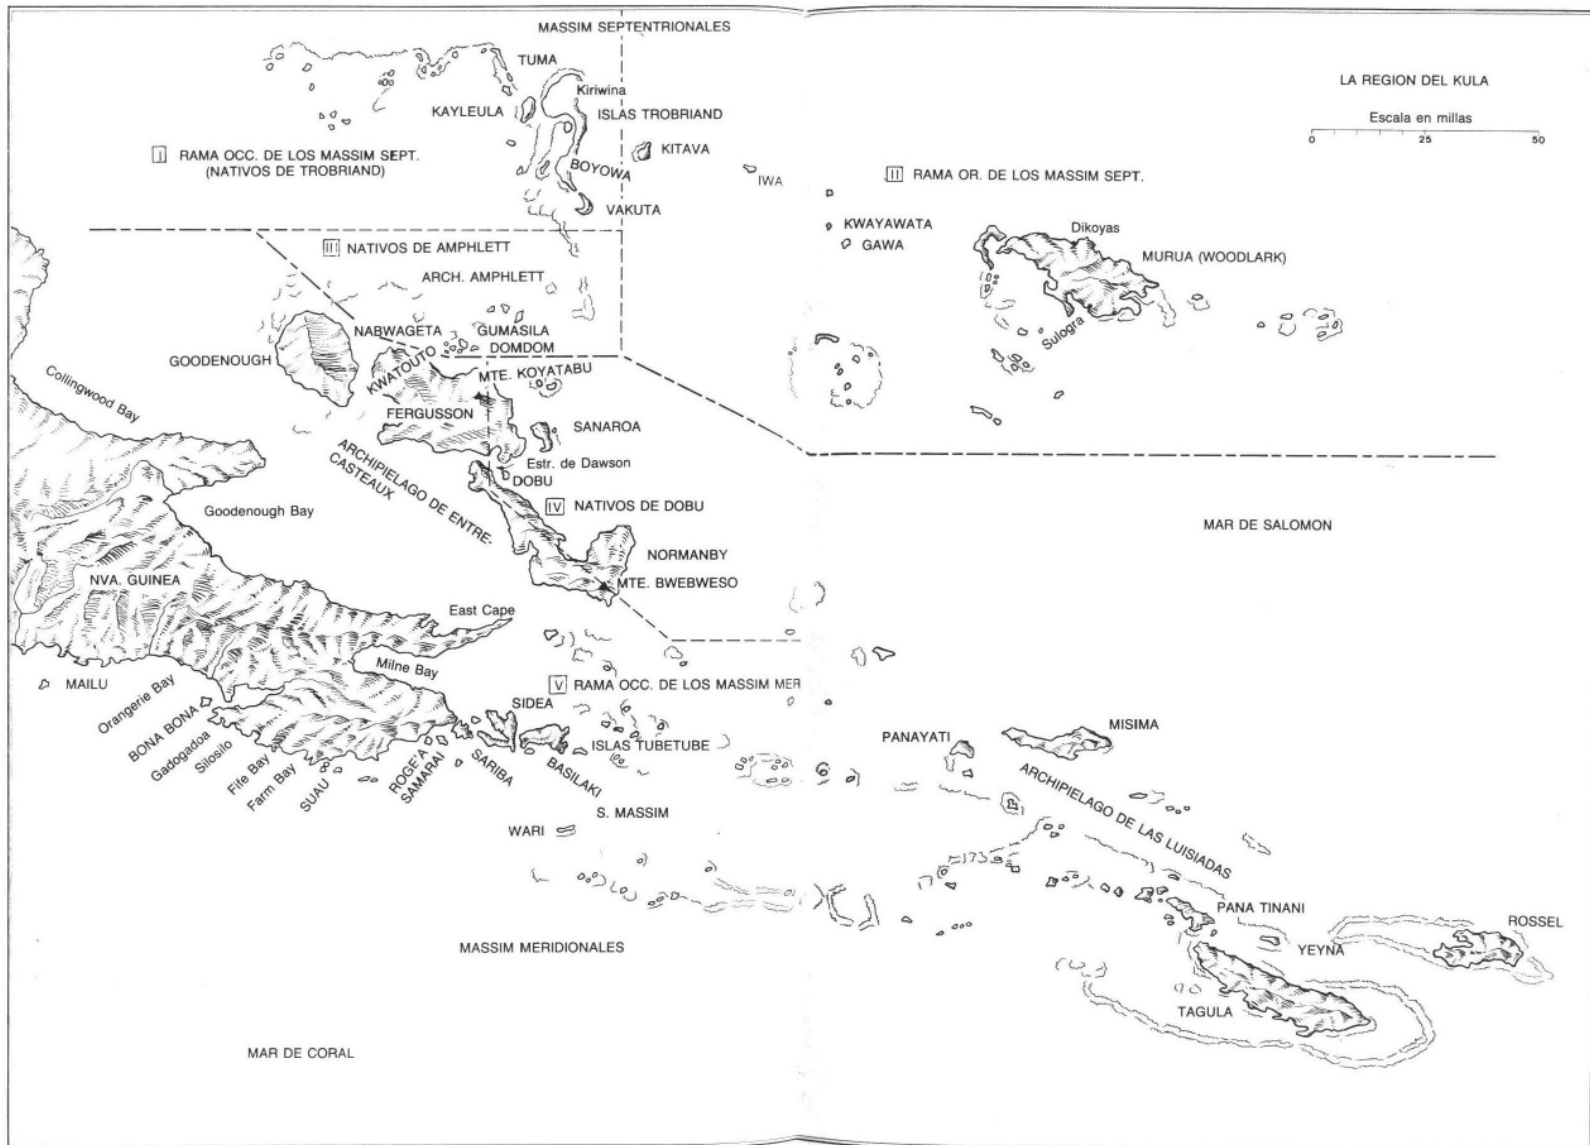 MASSIM SEPTENTRIONALES
TUMA
LA REGION DEL KULA
Kiriwina
KAYLEULA
ISLAS TROBRIAND
Escala en millas
0 25 50
I RAMA OCC. DE LOS MASSIM SEPT.
(NATIVOS DE TROBRIAND)
KITAVA
BOYOWA
IWA
II RAMA OR. DE LOS MASSIM SEPT.
VAKUTA
KWAYAWATA
GAWA
Dikoyas
MURUA (WOODLARK)
III NATIVOS DE AMPHLETT
ARCH. AMPHLETT
NABWAGETA
GUMASILA
DOMDOM
Sulogra
GOODENOUGH
KWATOUTO
MTE. KOYATABU
Collingwood Bay
FERGUSSON
SANAROA
ARCHIPIELAGO DE ENTRE-
CASTEAUX
Estr. de Dawson
DOBU
Goodenough Bay
IV NATIVOS DE DOBU
MAR DE SALOMON
NORMANBY
NVA. GUINEA
MTE. BWEBWESO
East Cape
Milne Bay
MAILU
Orangerie Bay
V RAMA OCC. DE LOS MASSIM MER
BONA BONA
Gadogadoa
Silosilo
Fife Bay
Farm Bay
SUAU
ROGE'A
SAMARAI
SARIBA
SIDEA
BASILAKI
ISLAS TUBETUBE
PANAYATI
MISIMA
S. MASSIM
WARI
ARCHIPIELAGO DE LAS LUISIADAS
PANA TINANI
ROSSEL
YEYNA
MASSIM MERIDIONALES
TAGULA
MAR DE CORAL